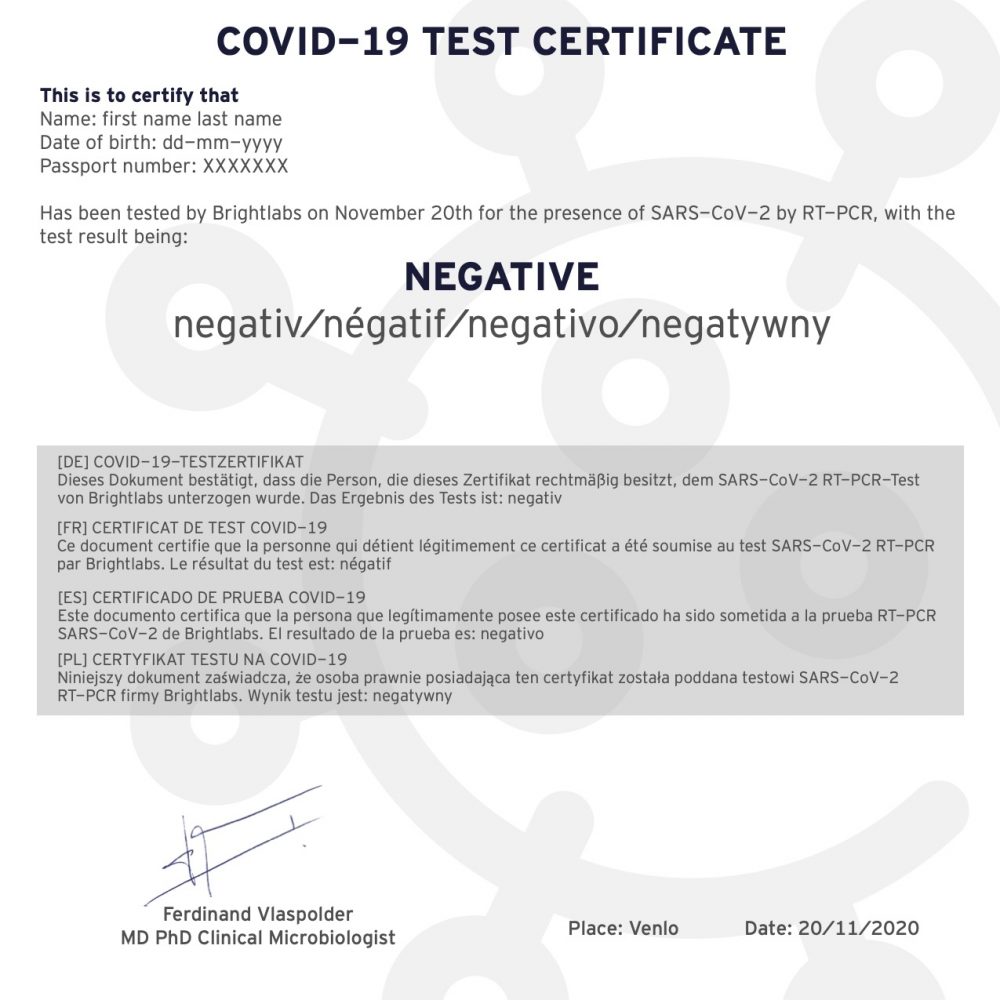 COVID–19 TEST CERTIFICATE
This is to certify that
Name: first name last name
Date of birth: dd–mm–yyyy
Passport number: XXXXXXX
Has been tested by Brightlabs on November 20th for the presence of SARS–CoV–2 by RT–PCR, with the
test result being:
NEGATIVE
negativ/négatif/negativo/negatywny
[DE] COVID–19–TESTZERTIFIKAT
Dieses Dokument bestätigt, dass die Person, die dieses Zertifikat rechtmäßig besitzt, dem SARS–CoV–2 RT–PCR–Test
von Brightlabs unterzogen wurde. Das Ergebnis des Tests ist: negativ
[FR] CERTIFICAT DE TEST COVID–19
Ce document certifie que la personne qui détient légitimement ce certificat a été soumise au test SARS–CoV–2 RT–PCR
par Brightlabs. Le résultat du test est: négatif
[ES] CERTIFICADO DE PRUEBA COVID–19
Este documento certifica que la persona que legítimamente posee este certificado ha sido sometida a la prueba RT–PCR
SARS–CoV–2 de Brightlabs. El resultado de la prueba es: negativo
[PL] CERTYFIKAT TESTU NA COVID–19
Niniejszy dokument zaświadcza, że osoba prawnie posiadająca ten certyfikat została poddana testowi SARS–CoV–2
RT–PCR firmy Brightlabs. Wynik testu jest: negatywny
Ferdinand Vlaspolder
MD PhD Clinical Microbiologist
Place: Venlo Date: 20/11/2020